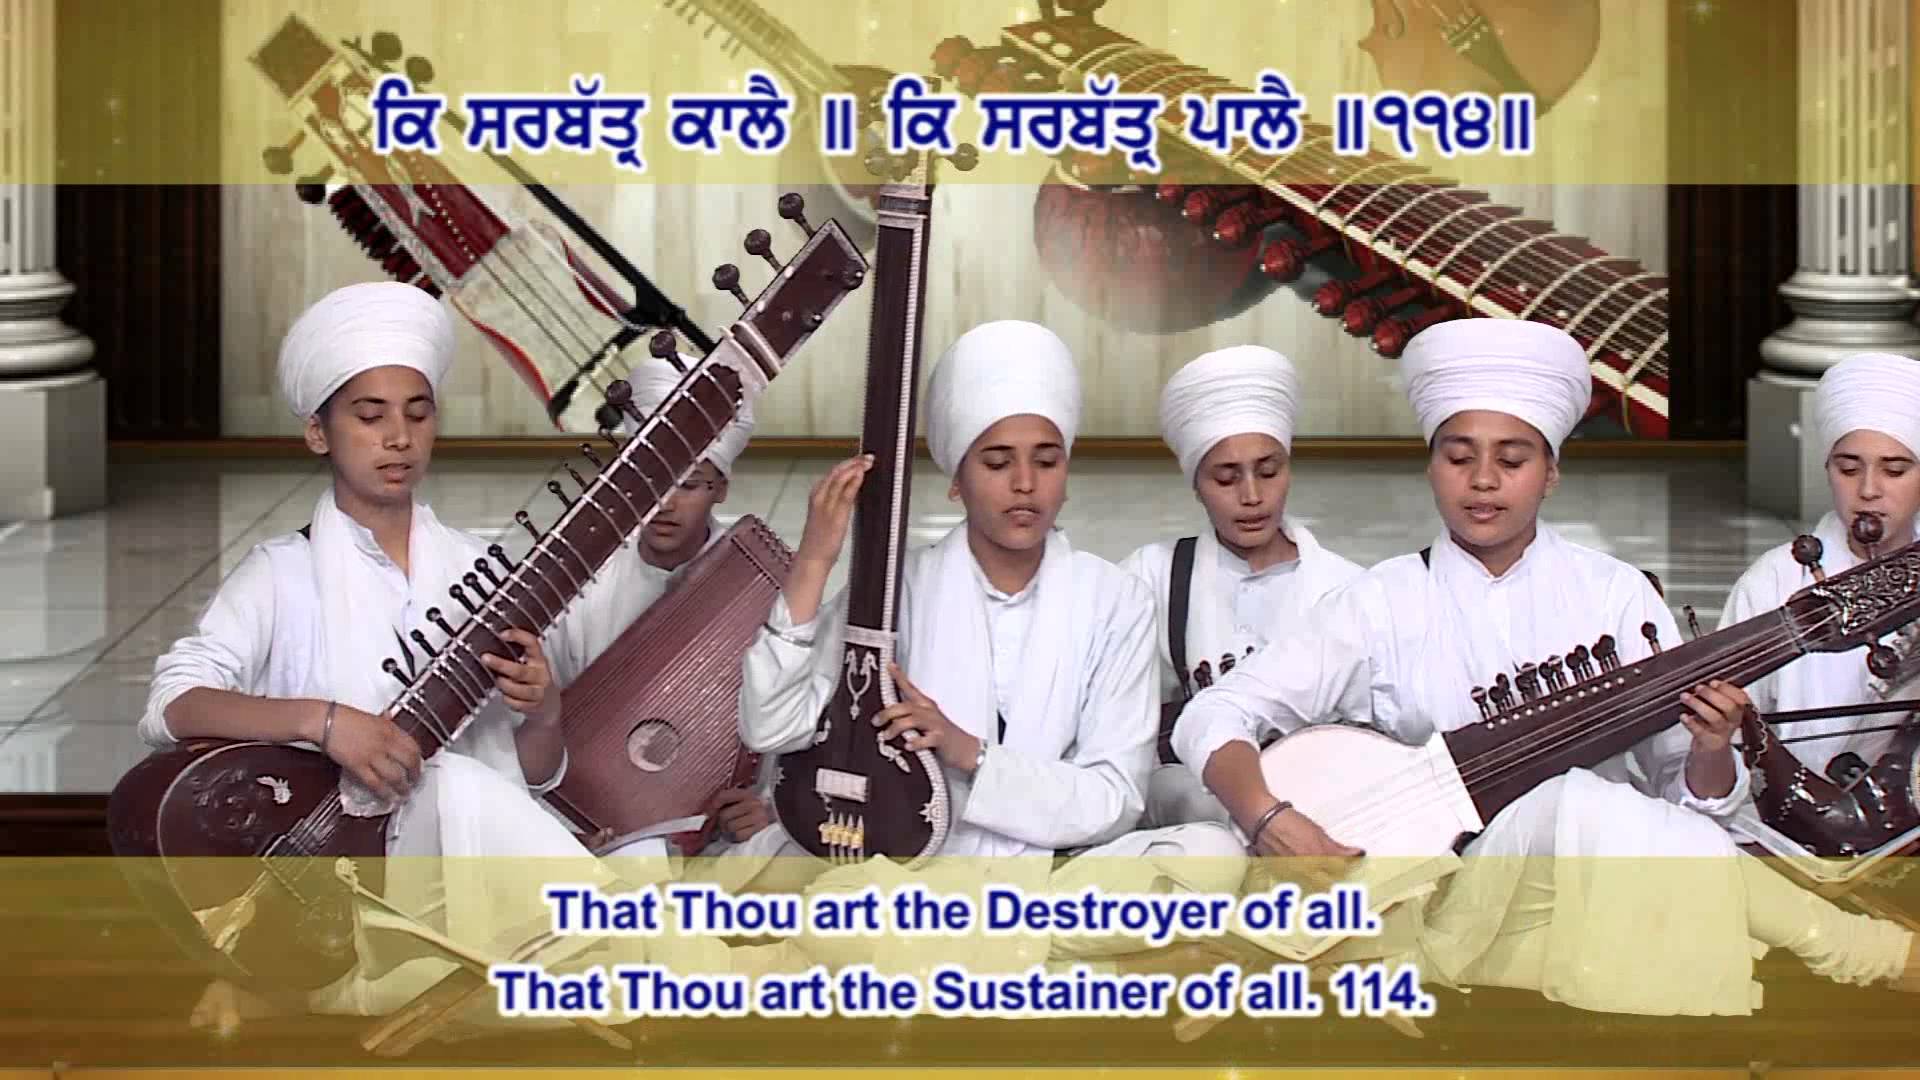 ਕਿ ਸਰਬੱਤ੍ਰ ਕਾਲੈ ॥ ਕਿ ਸਰਬੱਤ੍ਰ ਪਾਲੈ ॥੧੧੪॥
That Thou art the Destroyer of all.
That Thou art the Sustainer of all. 114.